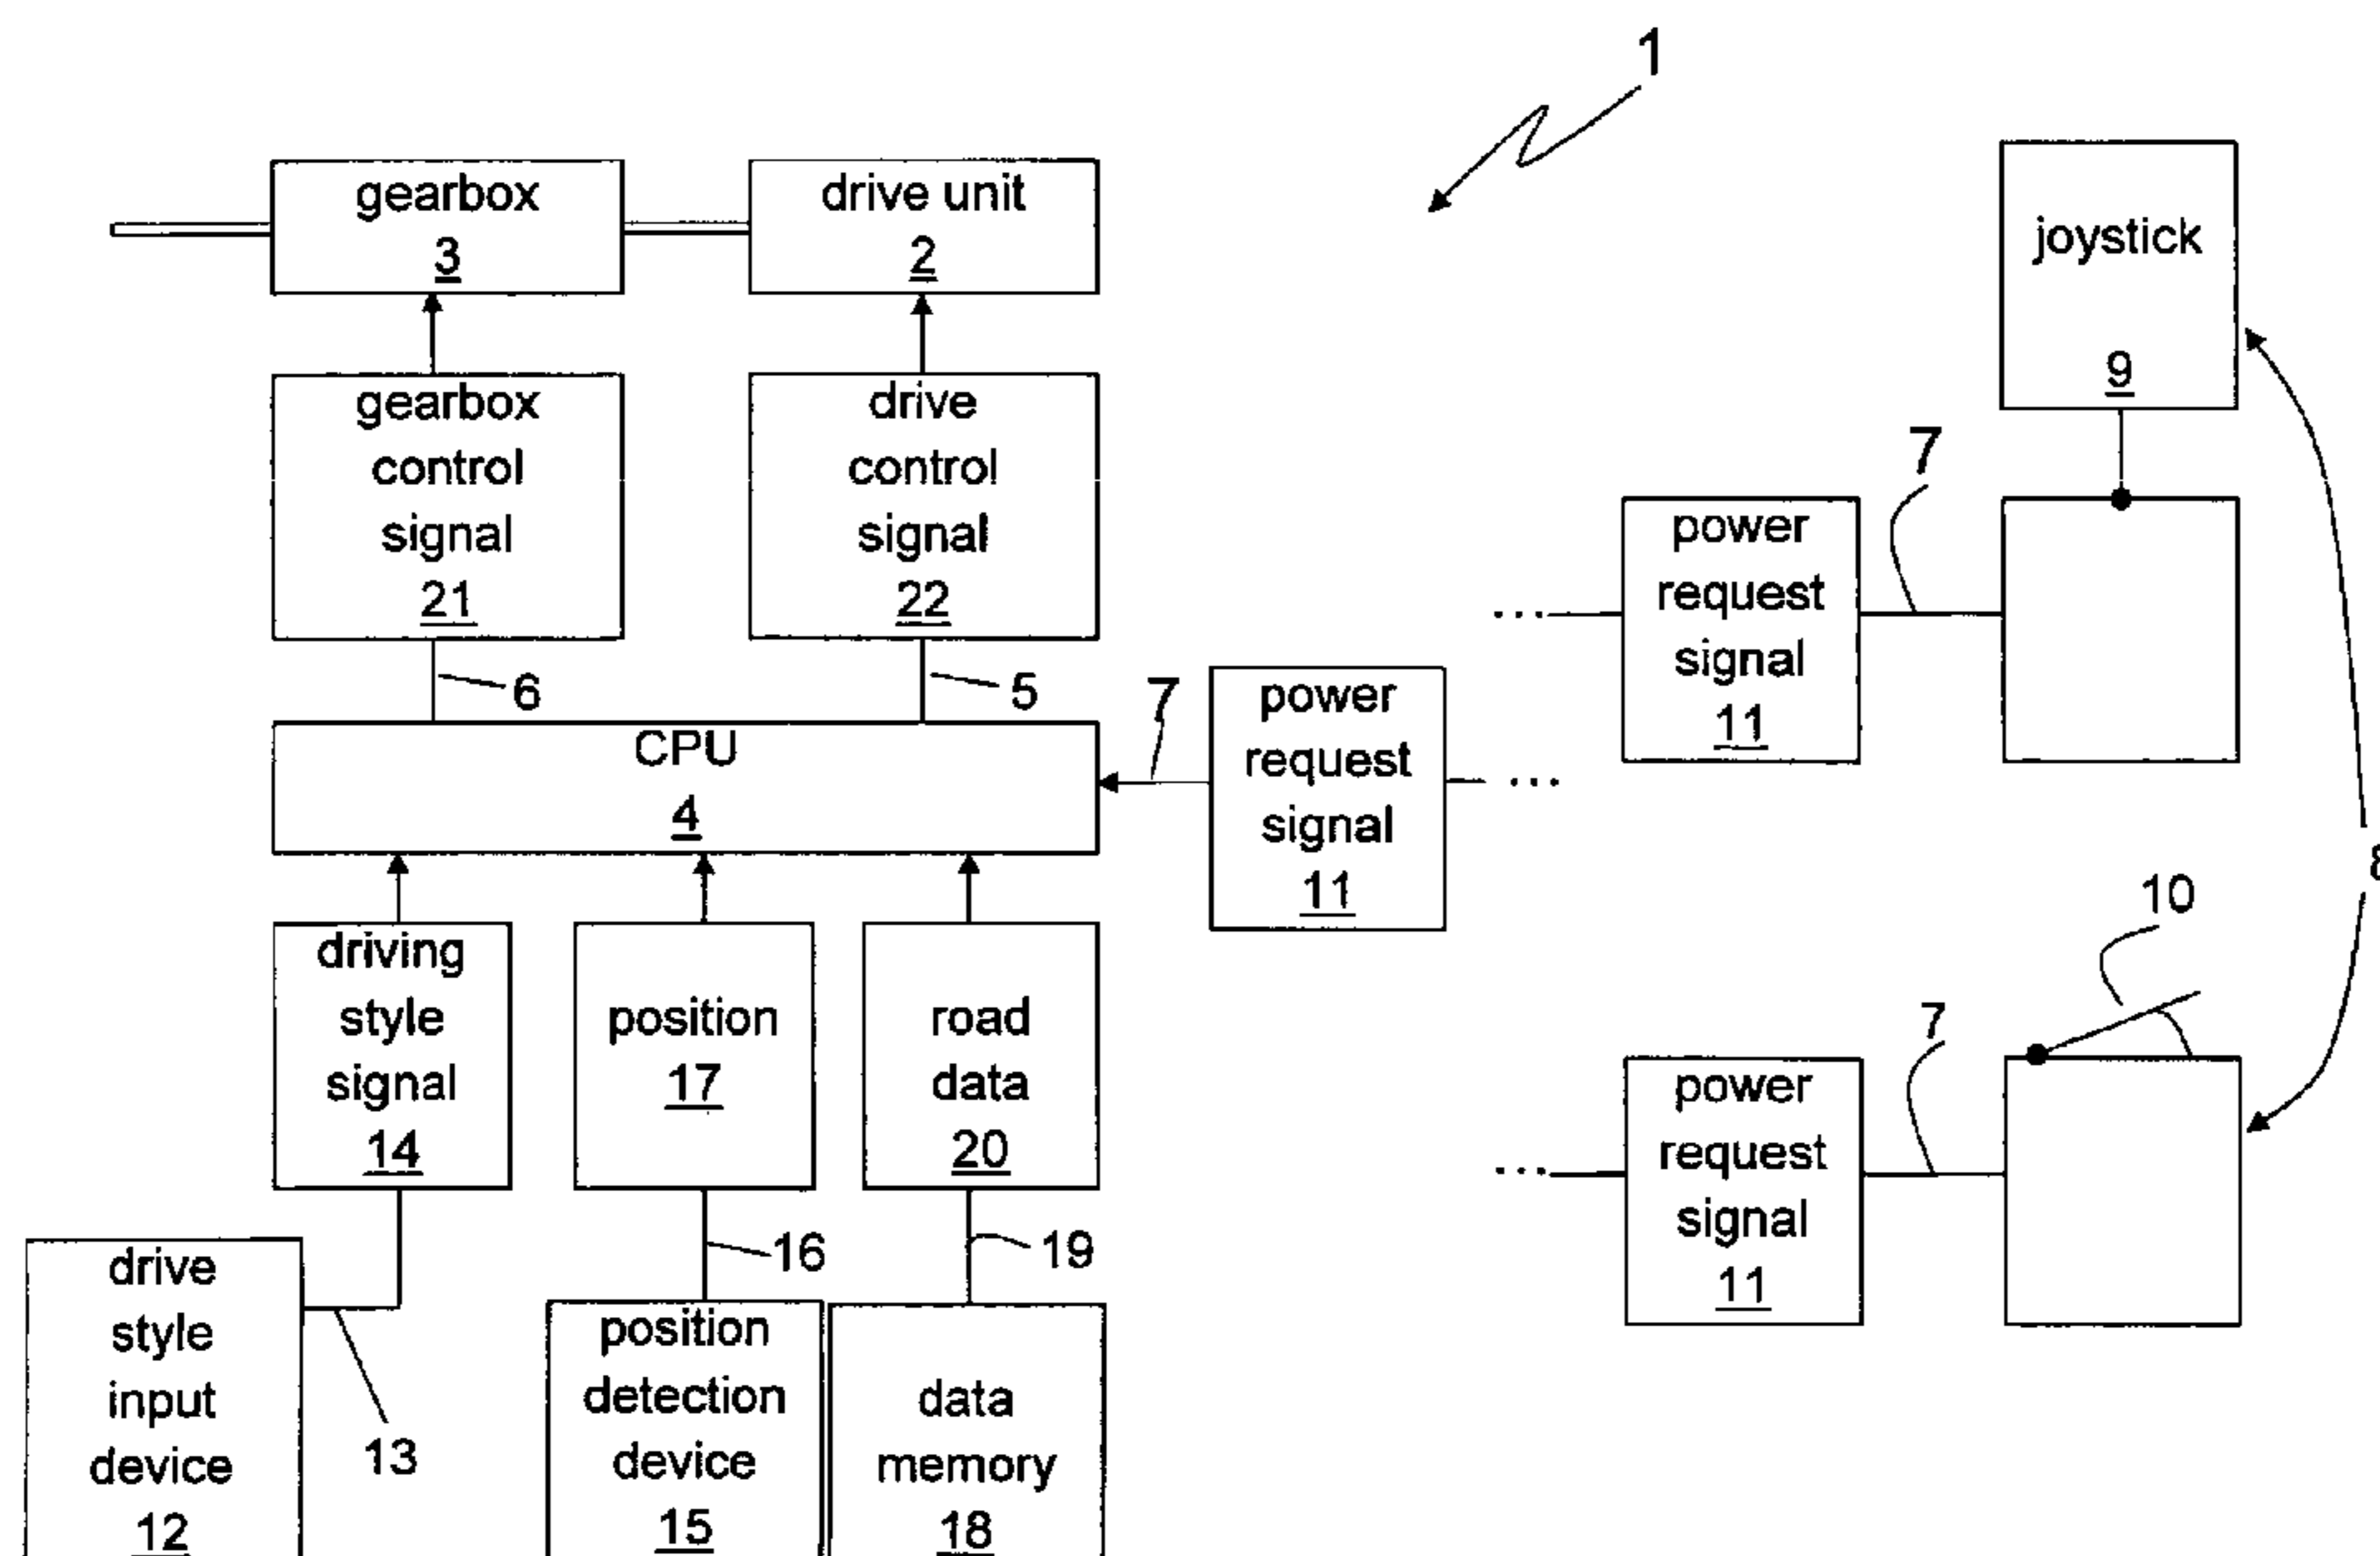 1
gearbox
3
drive unit
2
joystick
9
gearbox
control
signal
21
drive
control
signal
22
7
power
request
signal
11
...
6
5
CPU
4
7
power
request
signal
11
...
8
10
driving
style
signal
14
position
17
road
data
20
7
power
request
signal
11
...
16
19
drive
style
input
device
12
13
position
detection
device
15
data
memory
18